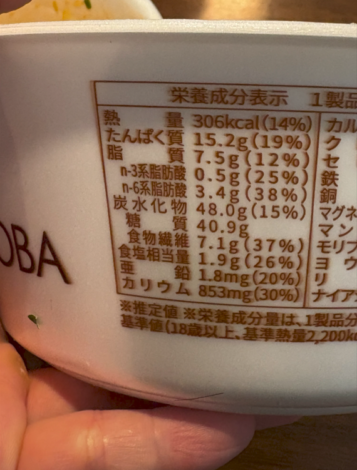 栄養成分表示 1製品
熱量 306kcal(14%) カル
たんぱく質 15.2g(19%) ク
脂質 7.5g(12%) セ
n-3系脂肪酸 0.5g(25%) 鉄
n-6系脂肪酸 3.4g(38%) 銅
炭水化物 48.0g(15%) マグネ
糖質 40.9g マン
食物繊維 7.1g(37%) モリブ
食塩相当量 1.9g(26%) ヨウ
亜鉛 1.8mg(20%) リ
カリウム 853mg(30%) ナイア
※推定値 ※栄養成分量は、1製品分
基準値(18歳以上、基準熱量2,200kc
OBA